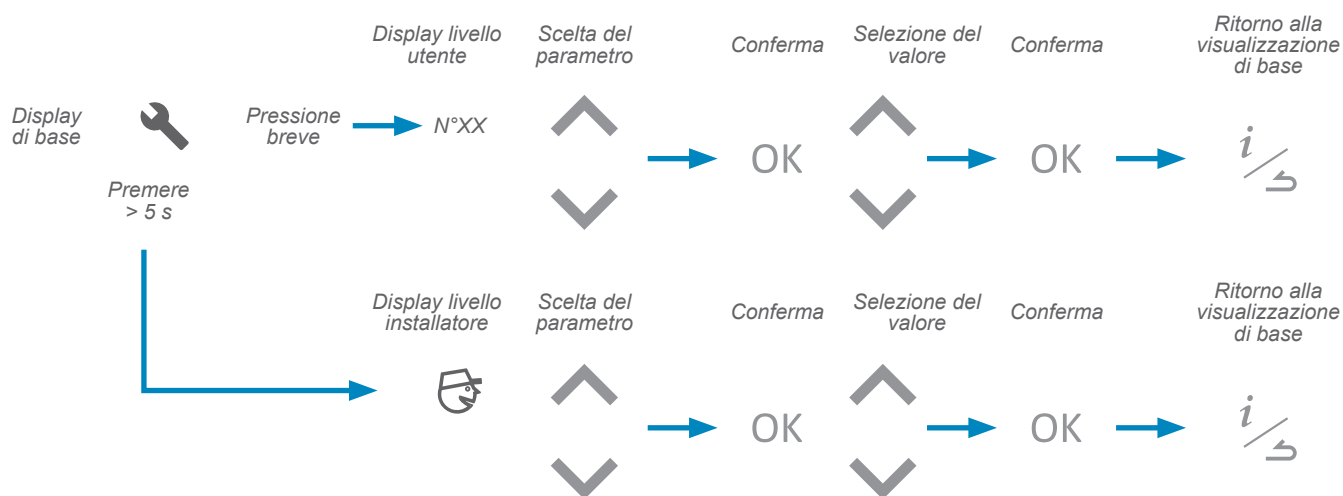 Display
di base
Premere
> 5 s
Pressione
breve
Display livello
utente
N°XX
Scelta del
parametro
Conferma
OK
Selezione del
valore
Conferma
OK
Ritorno alla
visualizzazione
di base
i
Display livello
installatore
Scelta del
parametro
Conferma
OK
Selezione del
valore
Conferma
OK
Ritorno alla
visualizzazione
di base
i